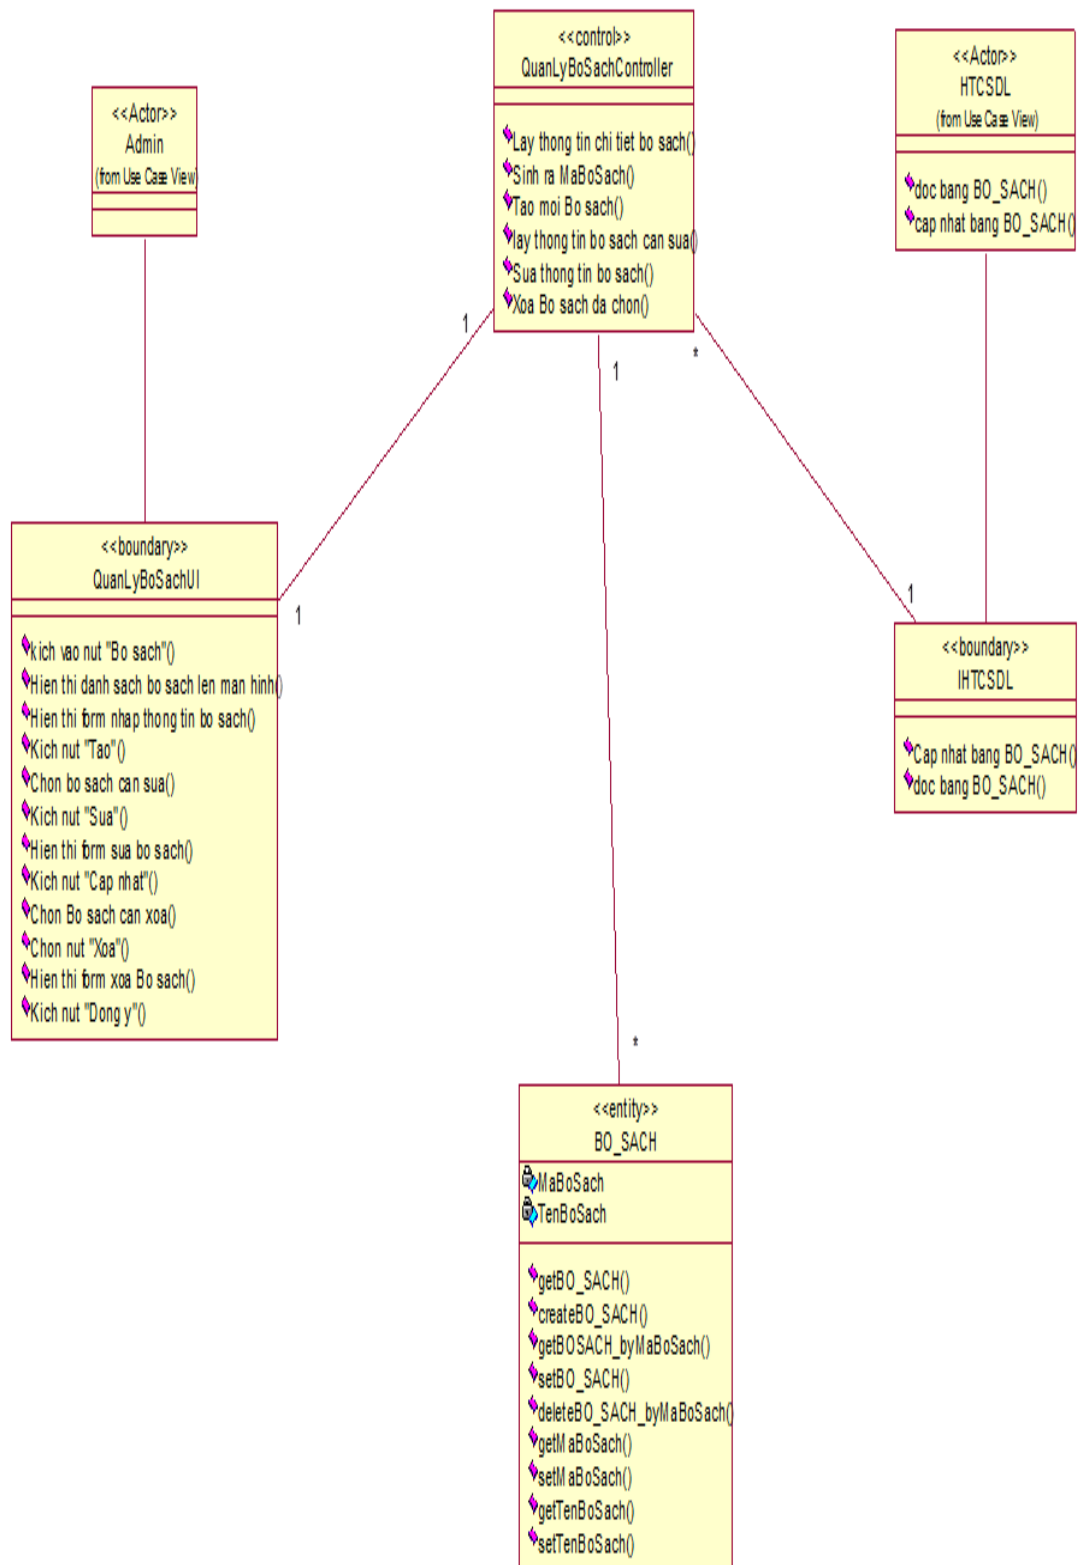 <<control>>
QuanLyBoSachController
Lay thong tin chi tiet bo sach()
Sinh ra MaBoSach()
Tao moi Bo sach()
lay thong tin bo sach can sua()
Sua thong tin bo sach()
Xoa Bo sach da chon()
<<Actor>>
HTCSDL
(from Use Case View)
doc bang BO_SACH()
cap nhat bang BO_SACH()
<<Actor>>
Admin
(from Use Case View)
1
1
*
1
1
*
<<boundary>>
QuanLyBoSachUI
kich vao nut "Bo sach"()
Hien thi danh sach bo sach len man hinh()
Hien thi form nhap thong tin bo sach()
Kich nut "Tao"()
Chon bo sach can sua()
Kich nut "Sua"()
Hien thi form sua bo sach()
Kich nut "Cap nhat"()
Chon Bo sach can xoa()
Chon nut "Xoa"()
Hien thi form xoa Bo sach()
Kich nut "Dong y"()
<<boundary>>
IHTCSDL
Cap nhat bang BO_SACH()
doc bang BO_SACH()
<<entity>>
BO_SACH
MaBoSach
TenBoSach
getBO_SACH()
createBO_SACH()
getBOSACH_byMaBoSach()
setBO_SACH()
deleteBO_SACH_byMaBoSach()
getMaBoSach()
setMaBoSach()
getTenBoSach()
setTenBoSach()